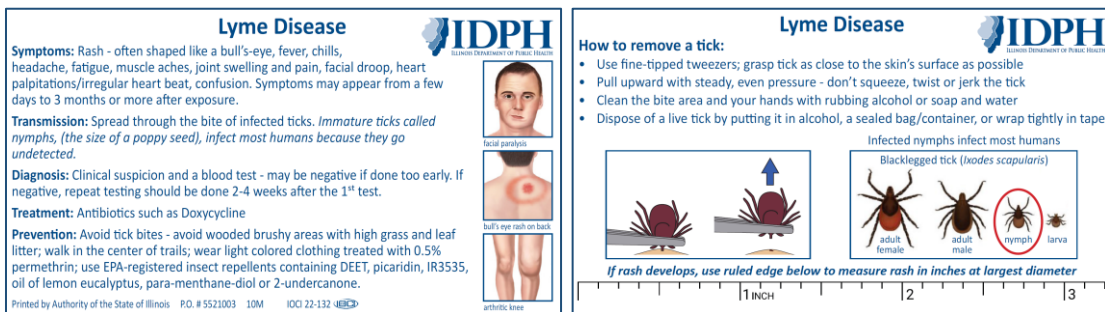 Lyme Disease
IDPH
ILLINOIS DEPARTMENT OF PUBLIC HEALTH
Symptoms: Rash - often shaped like a bull's-eye, fever, chills,
headache, fatigue, muscle aches, joint swelling and pain, facial droop, heart
palpitations/irregular heart beat, confusion. Symptoms may appear from a few
days to 3 months or more after exposure.
Transmission: Spread through the bite of infected ticks. Immature ticks called
nymphs, (the size of a poppy seed), infect most humans because they go
undetected.
Diagnosis: Clinical suspicion and a blood test - may be negative if done too early. If
negative, repeat testing should be done 2-4 weeks after the 1st test.
Treatment: Antibiotics such as Doxycycline
Prevention: Avoid tick bites - avoid wooded brushy areas with high grass and leaf
litter; walk in the center of trails; wear light colored clothing treated with 0.5%
permethrin; use EPA-registered insect repellents containing DEET, picaridin, IR3535,
oil of lemon eucalyptus, para-menthane-diol or 2-undercanone.
Printed by Authority of the State of Illinois P.O. # 5521003 10M IOCI 22-132
facial paralysis
bull's eye rash on back
arthritic knee
Lyme Disease
IDPH
ILLINOIS DEPARTMENT OF PUBLIC HEALTH
How to remove a tick:
• Use fine-tipped tweezers; grasp tick as close to the skin's surface as possible
• Pull upward with steady, even pressure - don't squeeze, twist or jerk the tick
• Clean the bite area and your hands with rubbing alcohol or soap and water
• Dispose of a live tick by putting it in alcohol, a sealed bag/container, or wrap tightly in tape
Infected nymphs infect most humans
Blacklegged tick (Ixodes scapularis)
adult female
adult male
nymph
larva
If rash develops, use ruled edge below to measure rash in inches at largest diameter
1 INCH
2
3